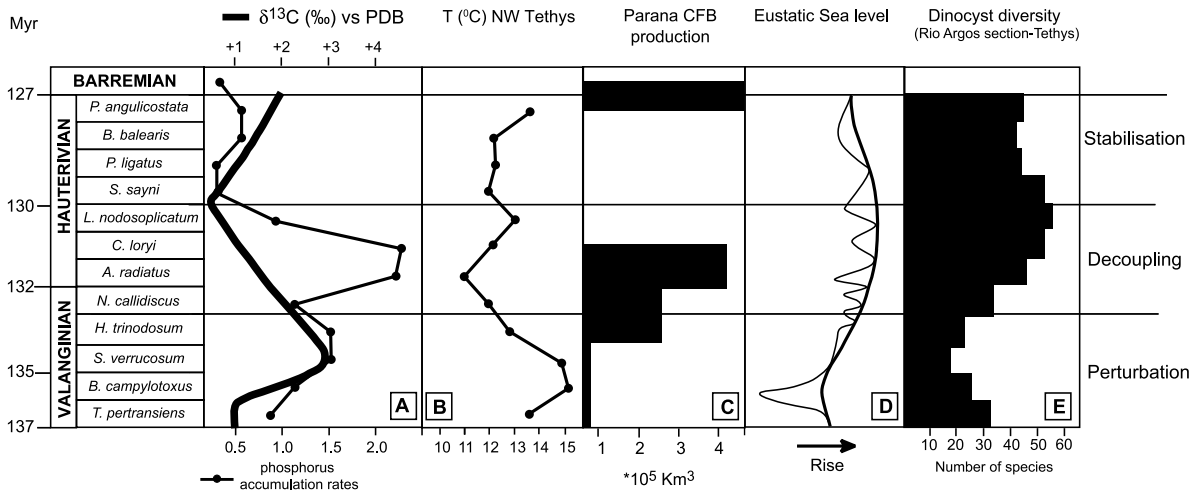 Myr
δ13C (‰) vs PDB
+1 +2 +3 +4
T (0C) NW Tethys
Parana CFB
production
Eustatic Sea level
Dinocyst diversity
(Rio Argos section-Tethys)
BARREMIAN
127
HAUTERIVIAN
P. angulicostata
B. balearis
P. ligatus
S. sayni
Stabilisation
130
L. nodosoplicatum
C. loryi
A. radiatus
Decoupling
132
VALANGINIAN
N. callidiscus
H. trinodosum
S. verrucosum
135
B. campylotoxus
T. pertransiens
Perturbation
137
A
B
C
D
E
0.5 1.0 1.5 2.0
phosphorus
accumulation rates
10 11 12 13 14 15
1 2 3 4
*105 Km3
Rise
10 20 30 40 50 60
Number of species